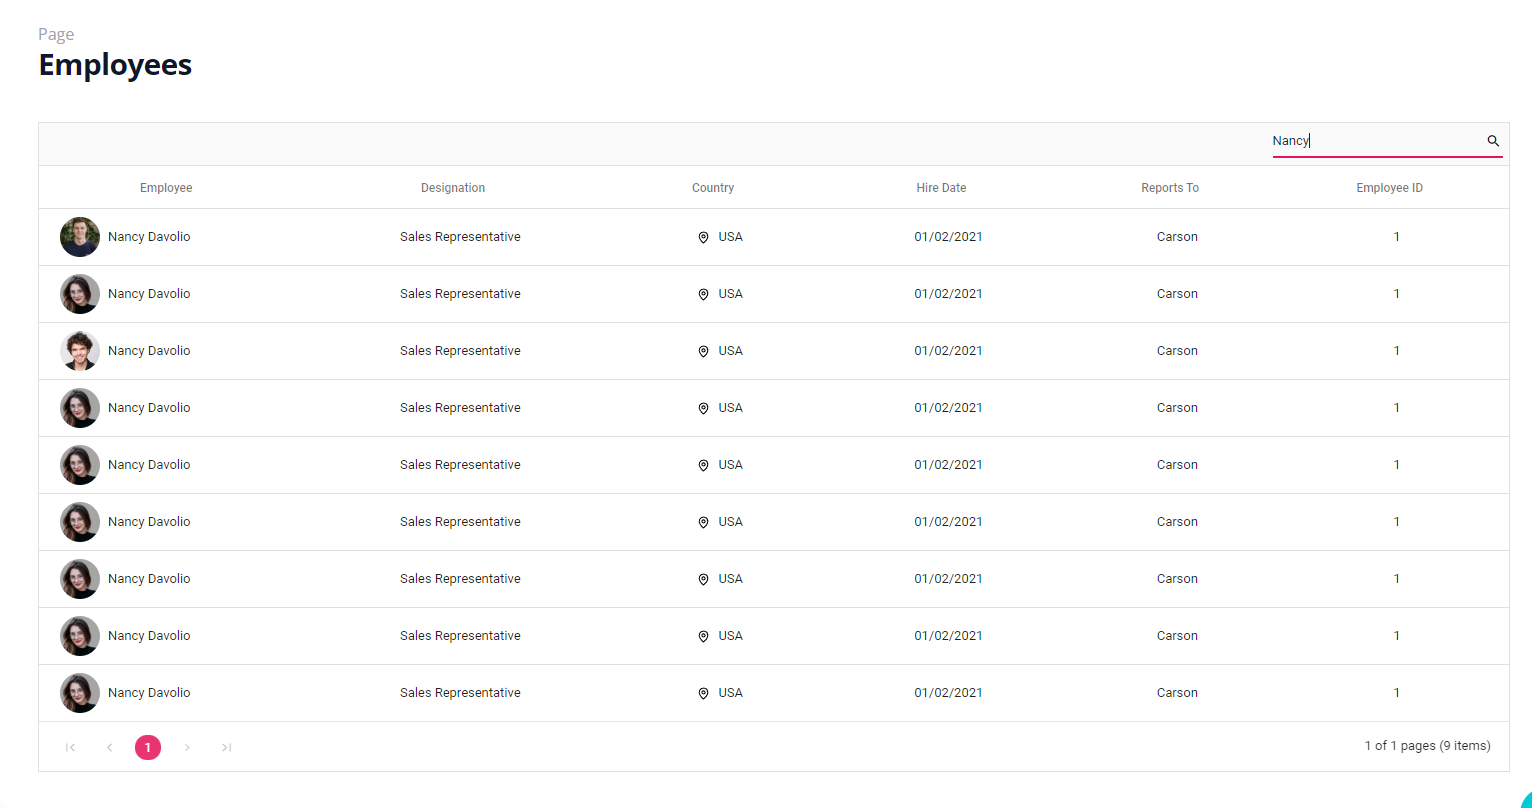 Page
Employees
Nancy
Employee Designation Country Hire Date Reports To Employee ID
Nancy Davolio Sales Representative USA 01/02/2021 Carson 1
Nancy Davolio Sales Representative USA 01/02/2021 Carson 1
Nancy Davolio Sales Representative USA 01/02/2021 Carson 1
Nancy Davolio Sales Representative USA 01/02/2021 Carson 1
Nancy Davolio Sales Representative USA 01/02/2021 Carson 1
Nancy Davolio Sales Representative USA 01/02/2021 Carson 1
Nancy Davolio Sales Representative USA 01/02/2021 Carson 1
Nancy Davolio Sales Representative USA 01/02/2021 Carson 1
Nancy Davolio Sales Representative USA 01/02/2021 Carson 1
1 1 of 1 pages (9 items)